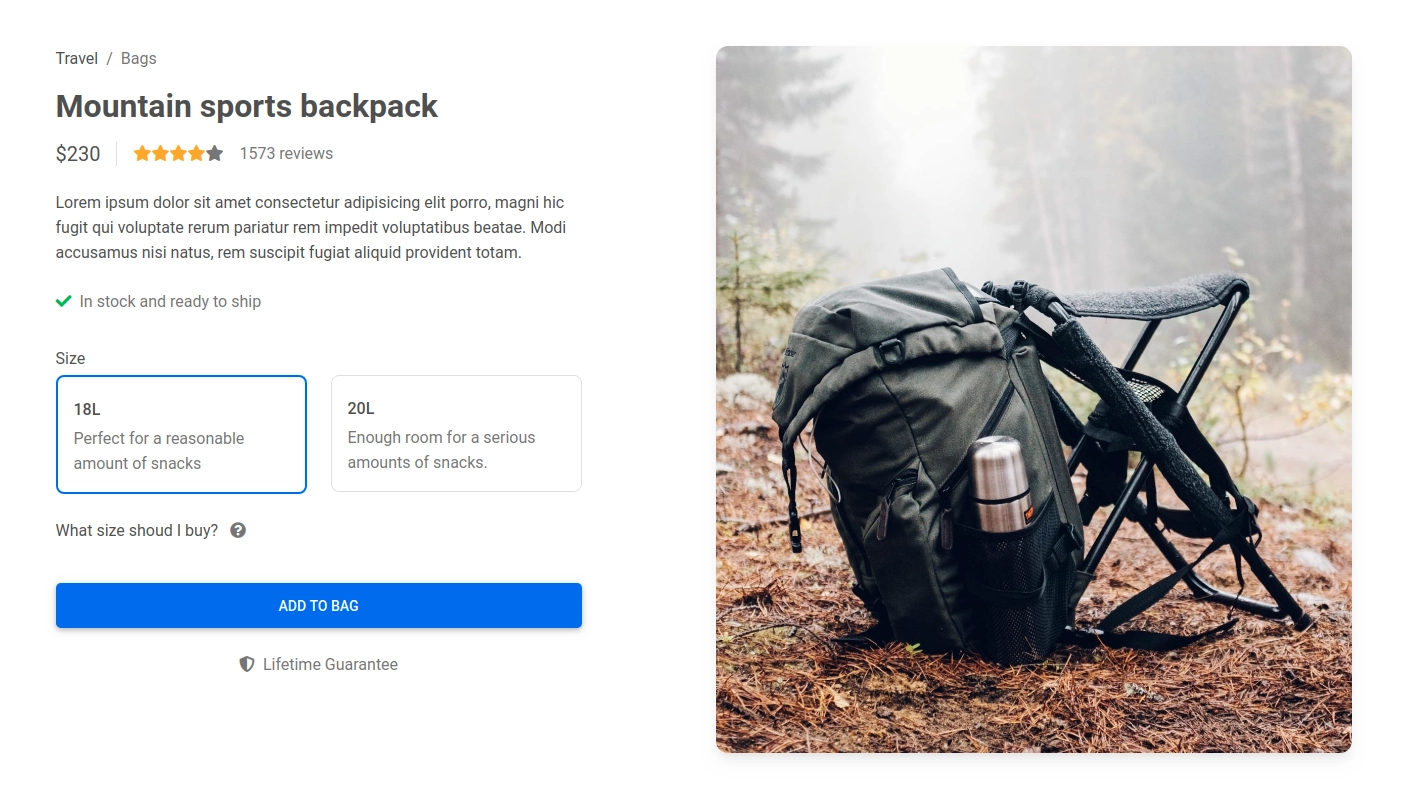 Travel / Bags
Mountain sports backpack
$230
1573 reviews
Lorem ipsum dolor sit amet consectetur adipisicing elit porro, magni hic
fugit qui voluptate rerum pariatur rem impedit voluptatibus beatae. Modi
accusamus nisi natus, rem suscipit fugiat aliquid provident totam.
In stock and ready to ship
Size
18L
Perfect for a reasonable
amount of snacks
20L
Enough room for a serious
amounts of snacks.
What size shoud I buy?
ADD TO BAG
Lifetime Guarantee